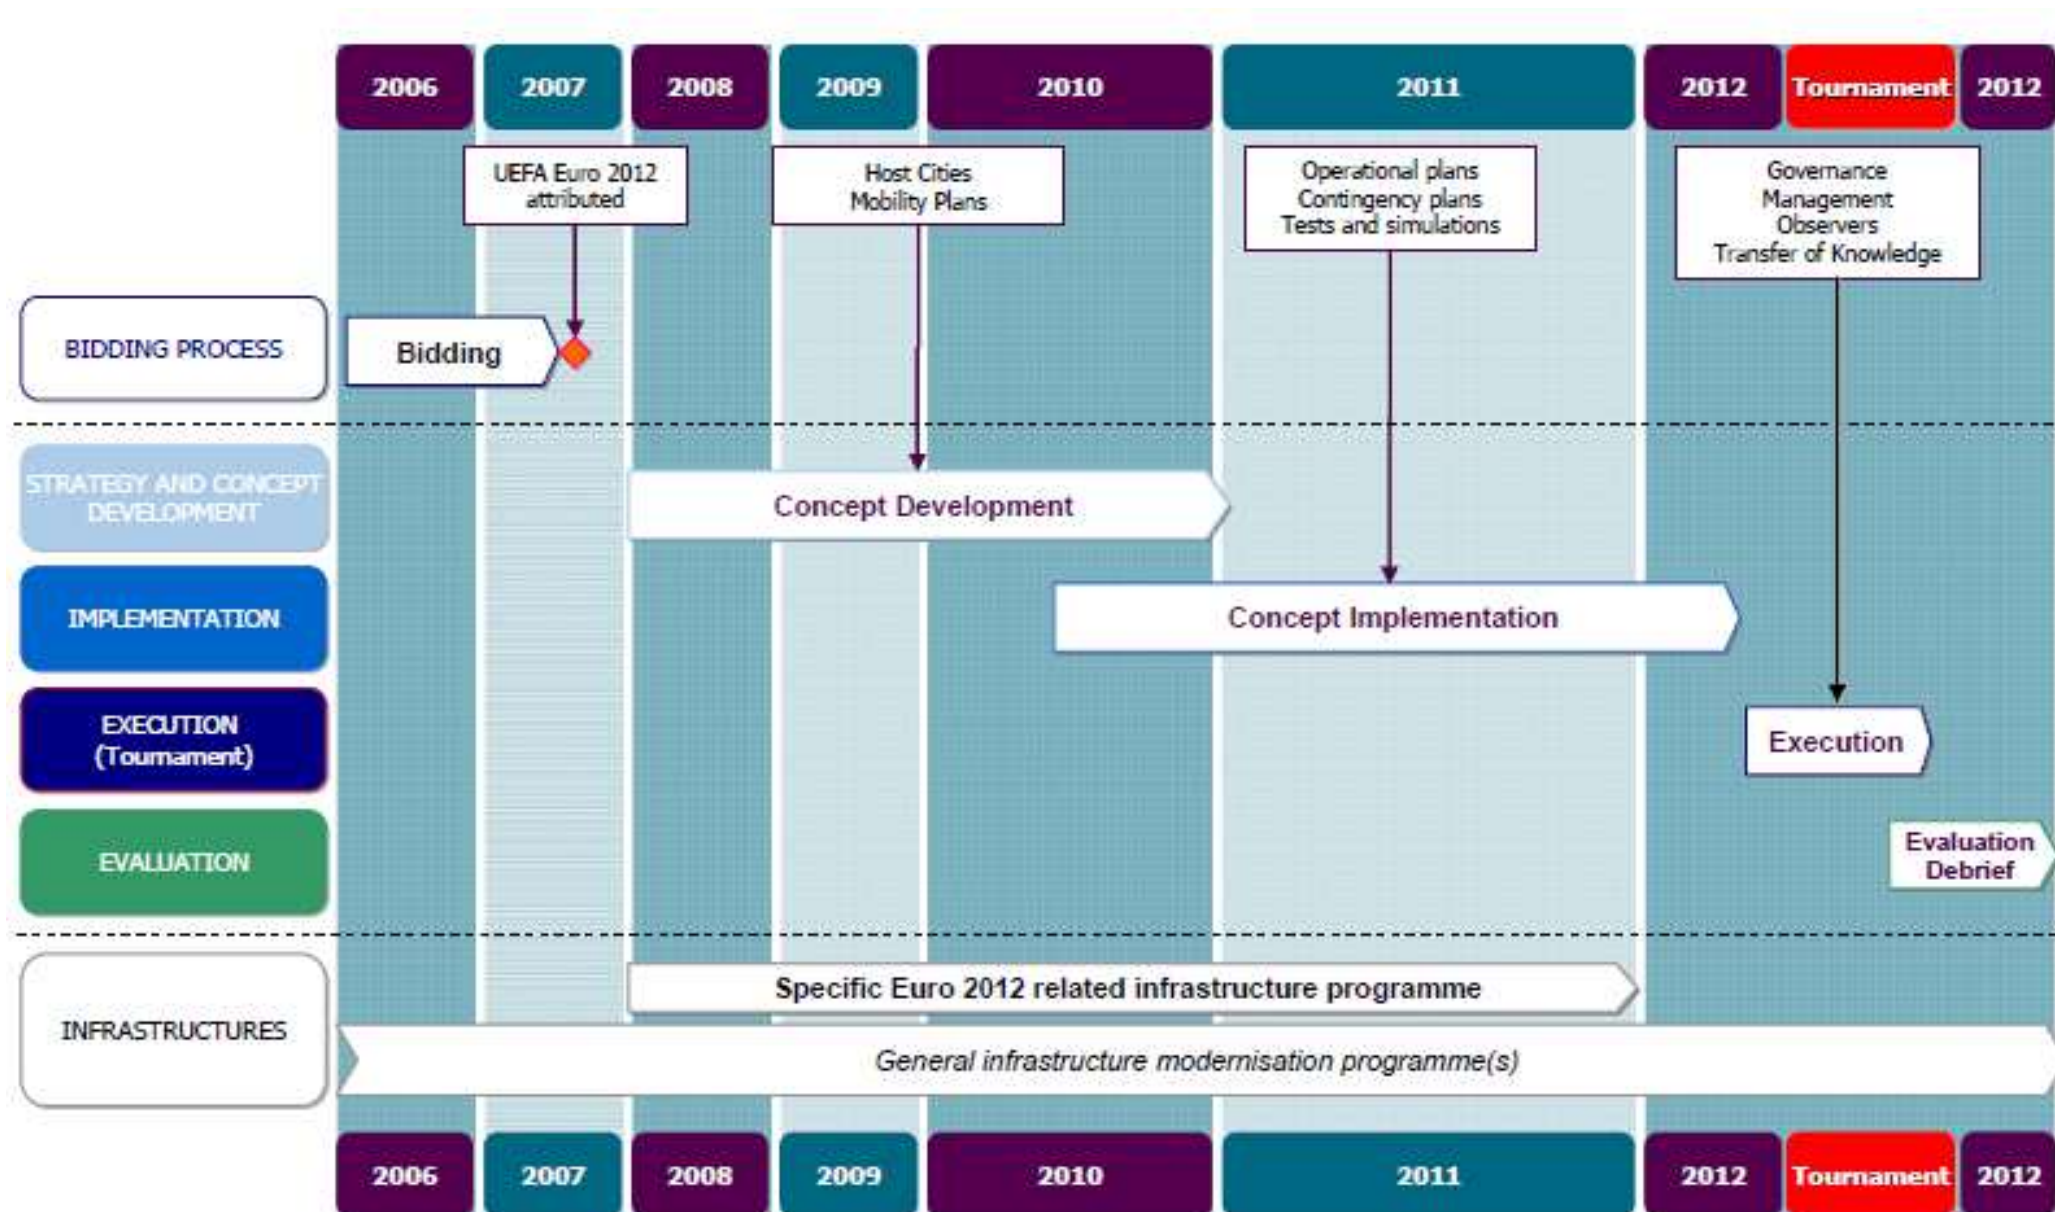 2006 2007 2008 2009 2010 2011 2012 Tournament 2012
UEFA Euro 2012
attributed
Host Cities
Mobility Plans
Operational plans
Contingency plans
Tests and simulations
Governance
Management
Observers
Transfer of Knowledge
BIDDING PROCESS
Bidding
STRATEGY AND CONCEPT
DEVELOPMENT
Concept Development
IMPLEMENTATION
Concept Implementation
EXECUTION
(Tournament)
Execution
EVALUATION
Evaluation
Debrief
INFRASTRUCTURES
Specific Euro 2012 related infrastructure programme
General infrastructure modernisation programme(s)
2006 2007 2008 2009 2010 2011 2012 Tournament 2012